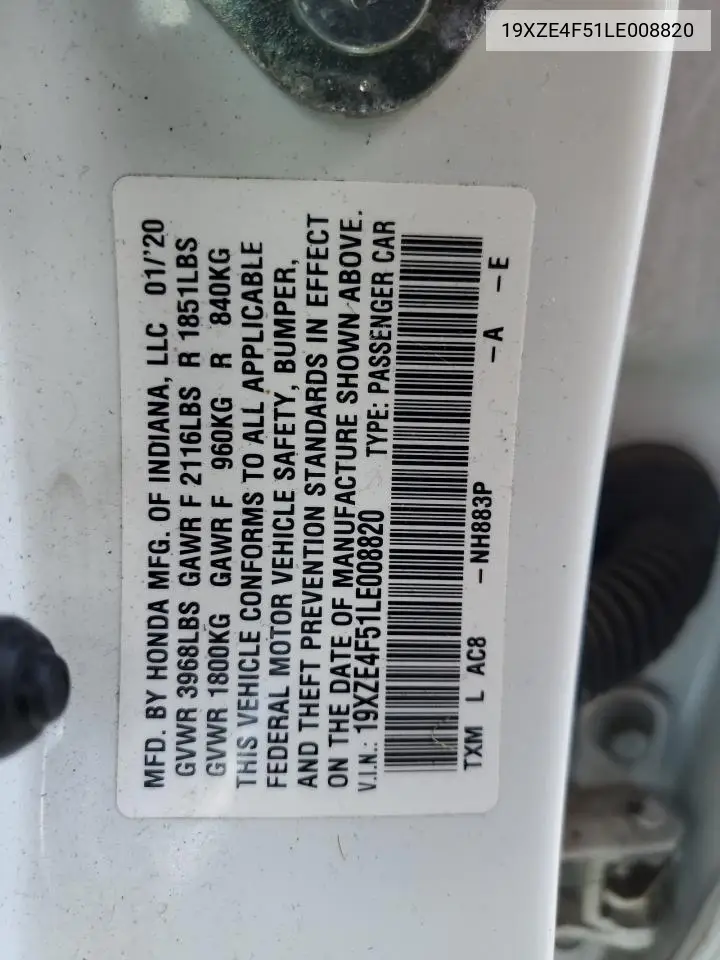 19XZE4F51LE008820
MFD. BY HONDA MFG. OF INDIANA, LLC 01/'20
GVWR 3968LBS GAWR F 2116LBS R 1851LBS
GVWR 1800KG GAWR F 960KG R 840KG
THIS VEHICLE CONFORMS TO ALL APPLICABLE
FEDERAL MOTOR VEHICLE SAFETY, BUMPER,
AND THEFT PREVENTION STANDARDS IN EFFECT
ON THE DATE OF MANUFACTURE SHOWN ABOVE.
V.I.N.: 19XZE4F51LE008820 TYPE: PASSENGER CAR
TXM L AC8 -NH883P -A -E